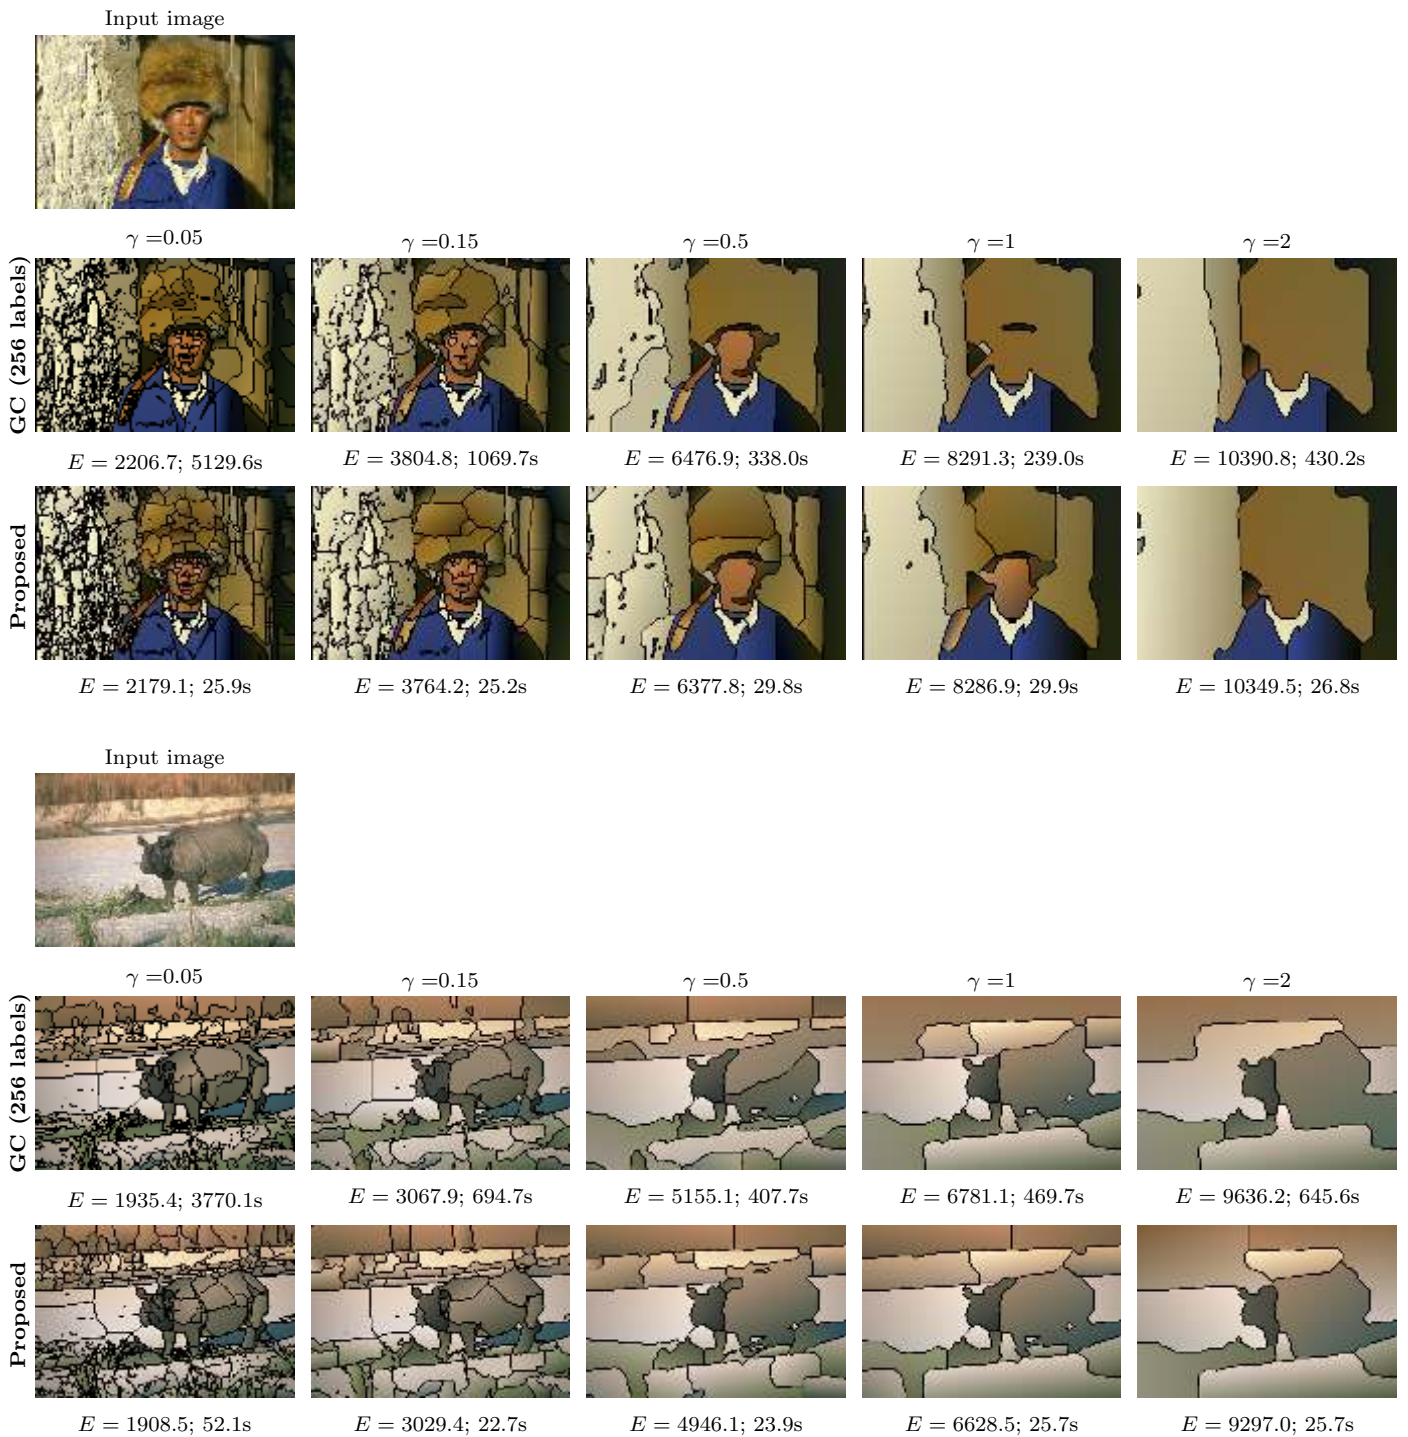 Input image
γ =0.05 γ =0.15 γ =0.5 γ =1 γ =2
GC (256 labels)
E = 2206.7; 5129.6s E = 3804.8; 1069.7s E = 6476.9; 338.0s E = 8291.3; 239.0s E = 10390.8; 430.2s
Proposed
E = 2179.1; 25.9s E = 3764.2; 25.2s E = 6377.8; 29.8s E = 8286.9; 29.9s E = 10349.5; 26.8s
Input image
γ =0.05 γ =0.15 γ =0.5 γ =1 γ =2
GC (256 labels)
E = 1935.4; 3770.1s E = 3067.9; 694.7s E = 5155.1; 407.7s E = 6781.1; 469.7s E = 9636.2; 645.6s
Proposed
E = 1908.5; 52.1s E = 3029.4; 22.7s E = 4946.1; 23.9s E = 6628.5; 25.7s E = 9297.0; 25.7s